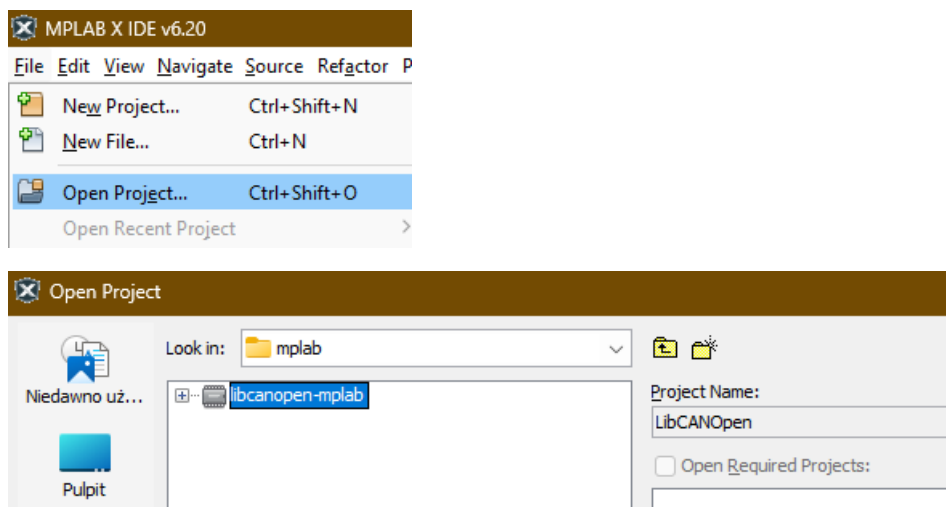 MPLAB X IDE v6.20
File Edit View Navigate Source Refactor P
New Project... Ctrl+Shift+N
New File... Ctrl+N
Open Project... Ctrl+Shift+O
Open Recent Project
Open Project
Look in: mplab
Niedawno uż...
libcanopen-mplab
Project Name:
LibCANOpen
Open Required Projects:
Pulpit